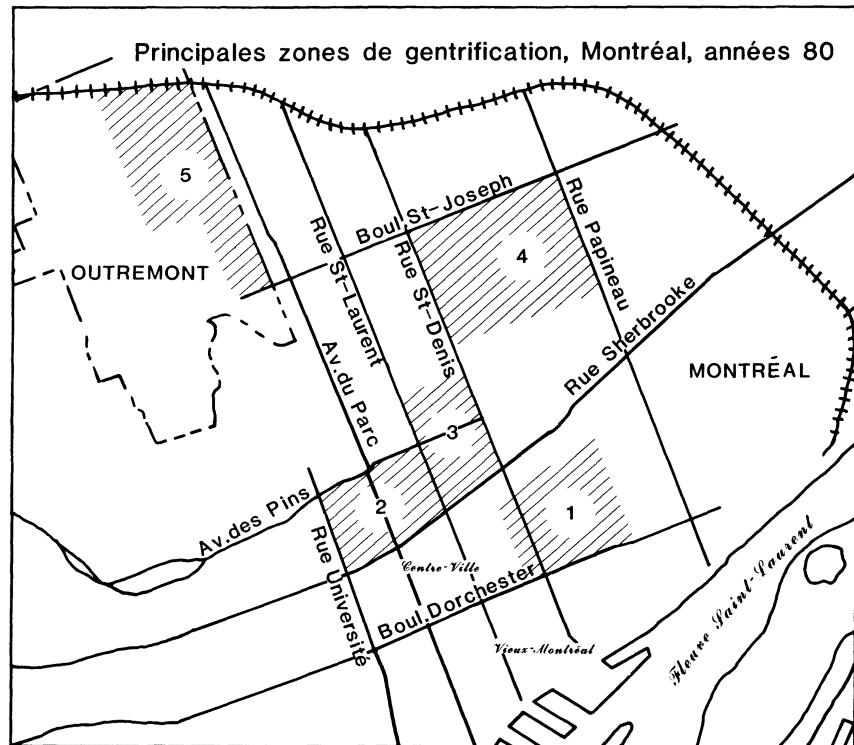 Principales zones de gentrification, Montréal, années 80
5
Boul St-Joseph
Rue Papineau
4
OUTREMONT
Rue St-Laurent
Rue St-Denis
Rue Sherbrooke
MONTRÉAL
Av. du Parc
3
Av. des Pins
2
1
Rue Université
Centre-Ville
Boul. Dorchester
Vieux-Montréal
Fleuve Saint-Laurent